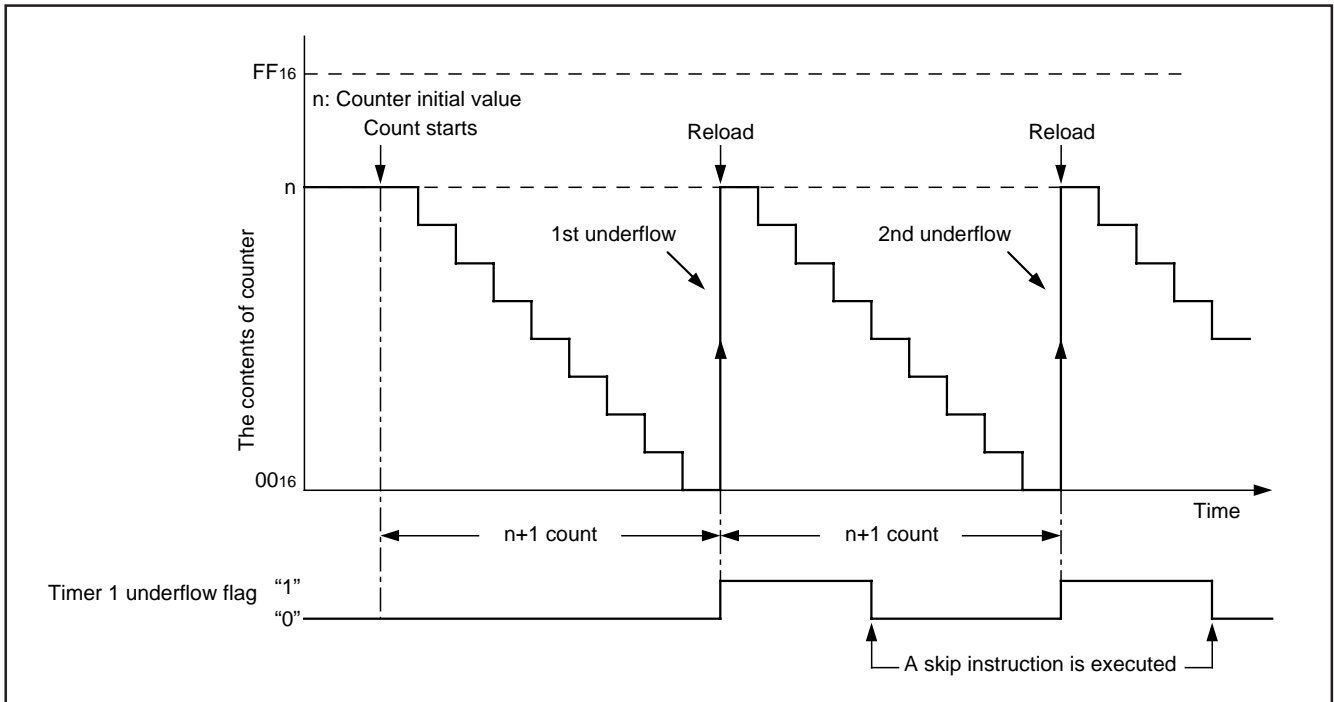 FF16
n: Counter initial value
Count starts
Reload
Reload
n
1st underflow
2nd underflow
The contents of counter
0016
Time
n+1 count
n+1 count
Timer 1 underflow flag
“1”
“0”
A skip instruction is executed